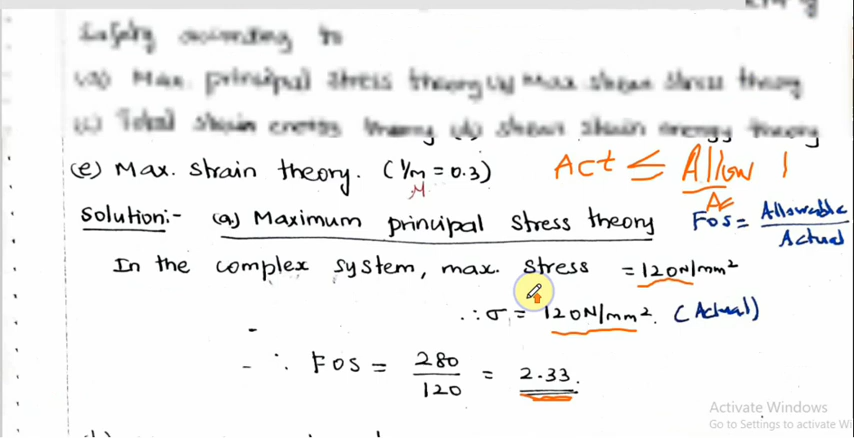 Safety according to
(a) Max. principal stress theory (b) Max. shear stress theory
(c) Total strain energy theory (d) shear strain energy theory
(e) Max. Strain theory. (1/m = 0.3)
μ
Act ≤ Allow
Solution:- (a) Maximum principal stress theory
FOS = Allowable / Actual
In the complex system, max. stress = 120N/mm²
∴ σ₁ = 120N/mm². (Actual)
∴ FOS = 280/120 = 2.33.
Activate Windows
Go to Settings to activate Wi